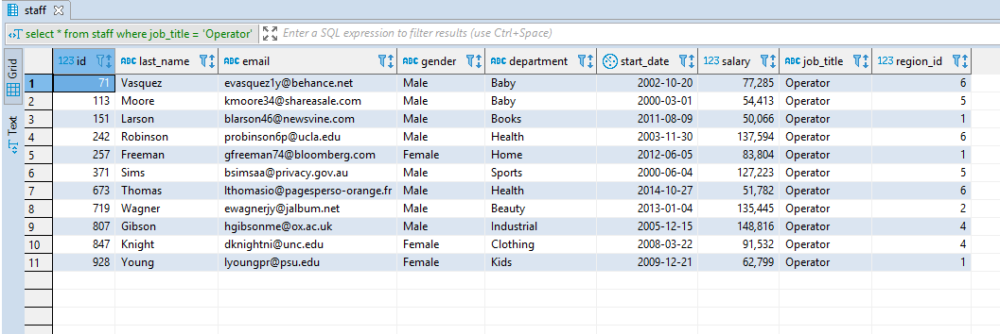 staff
select * from staff where job_title = 'Operator' Enter a SQL expression to filter results (use Ctrl+Space)
Grid
Text
123 id ABC last_name ABC email ABC gender ABC department start_date 123 salary ABC job_title 123 region_id
1 71 Vasquez evasquez1y@behance.net Male Baby 2002-10-20 77,285 Operator 6
2 113 Moore kmoore34@shareasale.com Male Baby 2000-03-01 54,413 Operator 5
3 151 Larson blarson46@newsvine.com Male Books 2011-08-09 50,066 Operator 1
4 242 Robinson probinson6p@ucla.edu Male Health 2003-11-30 137,594 Operator 6
5 257 Freeman gfreeman74@bloomberg.com Female Home 2012-06-05 83,804 Operator 1
6 371 Sims bsimsaa@privacy.gov.au Male Sports 2000-06-04 127,223 Operator 5
7 673 Thomas lthomasio@pagesperso-orange.fr Male Health 2014-10-27 51,782 Operator 6
8 719 Wagner ewagnerjy@jalbum.net Male Beauty 2013-01-04 135,445 Operator 2
9 807 Gibson hgibsonme@ox.ac.uk Male Industrial 2005-12-15 148,816 Operator 4
10 847 Knight dknightni@unc.edu Female Clothing 2008-03-22 91,532 Operator 4
11 928 Young lyoungpr@psu.edu Female Kids 2009-12-21 62,799 Operator 1